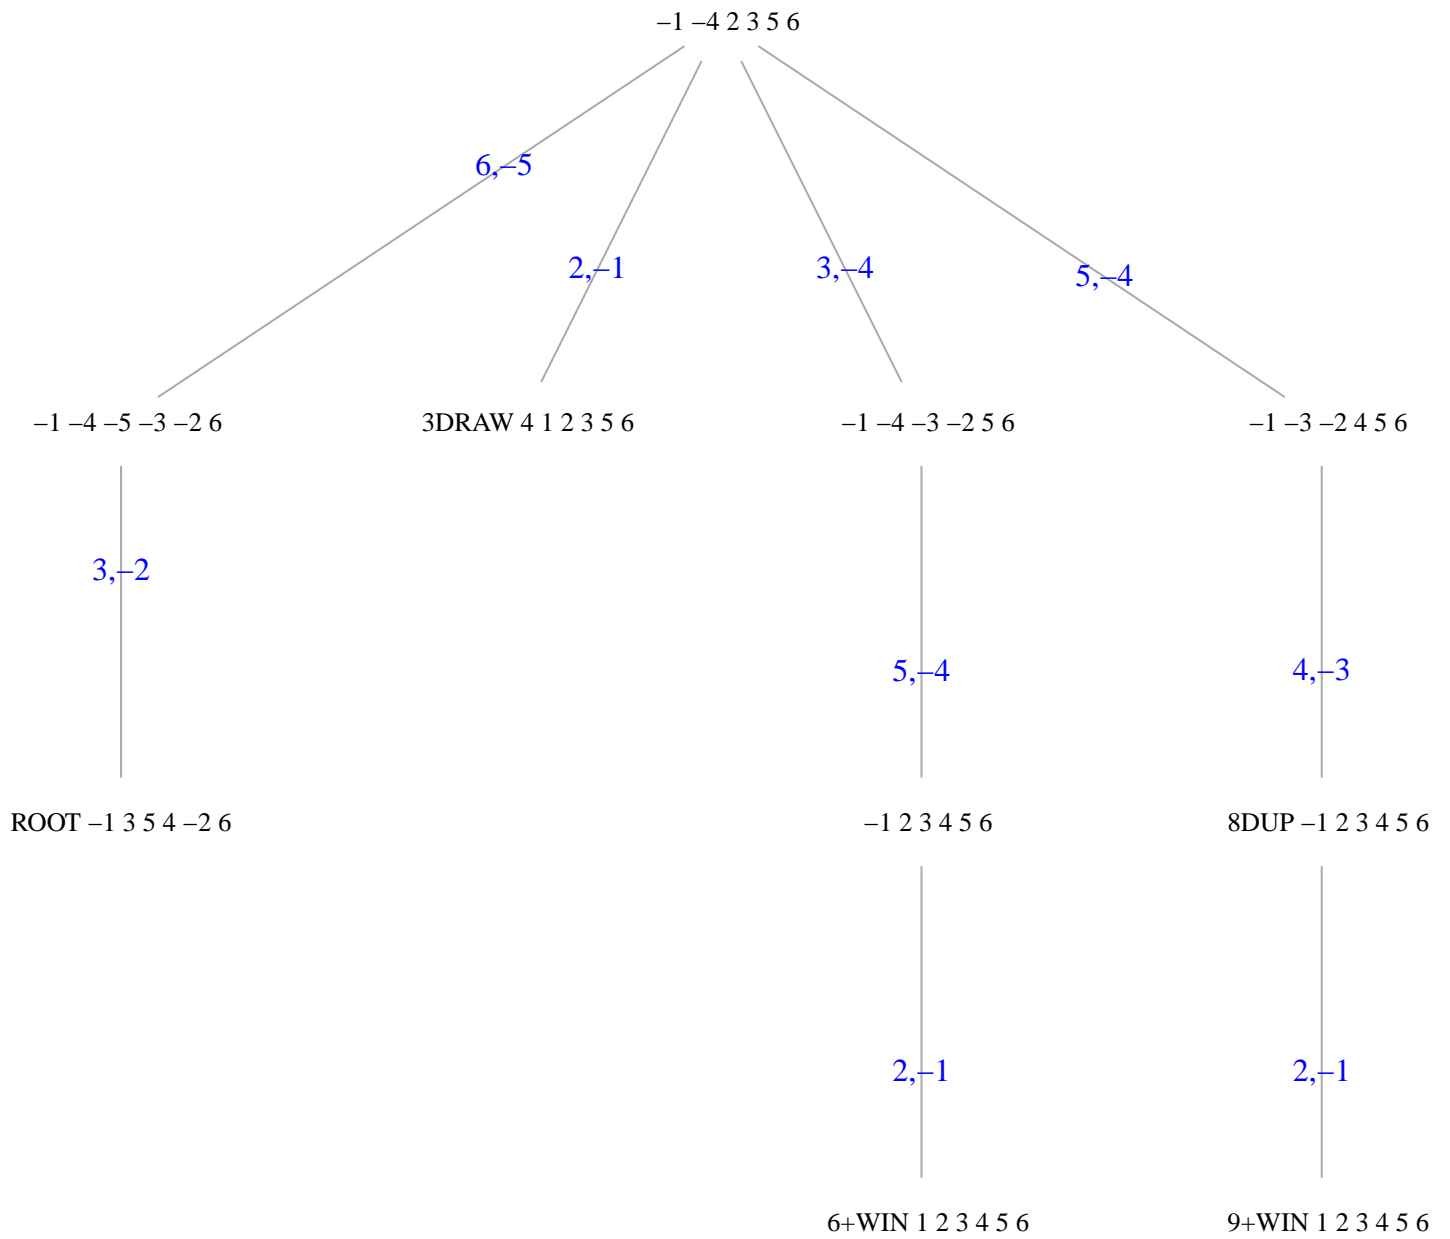 –1 –4 2 3 5 6
6,–5
2,–1
3,–4
5,–4
–1 –4 –5 –3 –2 6
3DRAW 4 1 2 3 5 6
–1 –4 –3 –2 5 6
–1 –3 –2 4 5 6
3,–2
5,–4
4,–3
ROOT –1 3 5 4 –2 6
–1 2 3 4 5 6
8DUP –1 2 3 4 5 6
2,–1
2,–1
6+WIN 1 2 3 4 5 6
9+WIN 1 2 3 4 5 6